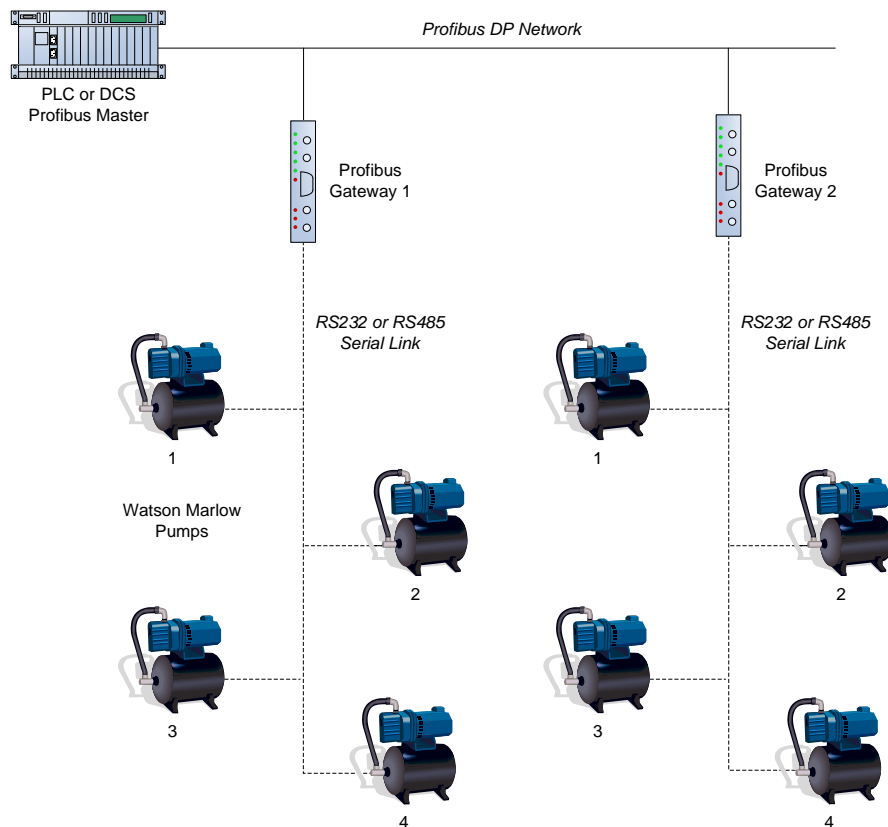 Profibus DP Network
PLC or DCS
Profibus Master
Profibus
Gateway 1
Profibus
Gateway 2
RS232 or RS485
Serial Link
RS232 or RS485
Serial Link
1
1
Watson Marlow
Pumps
2
2
3
3
4
4